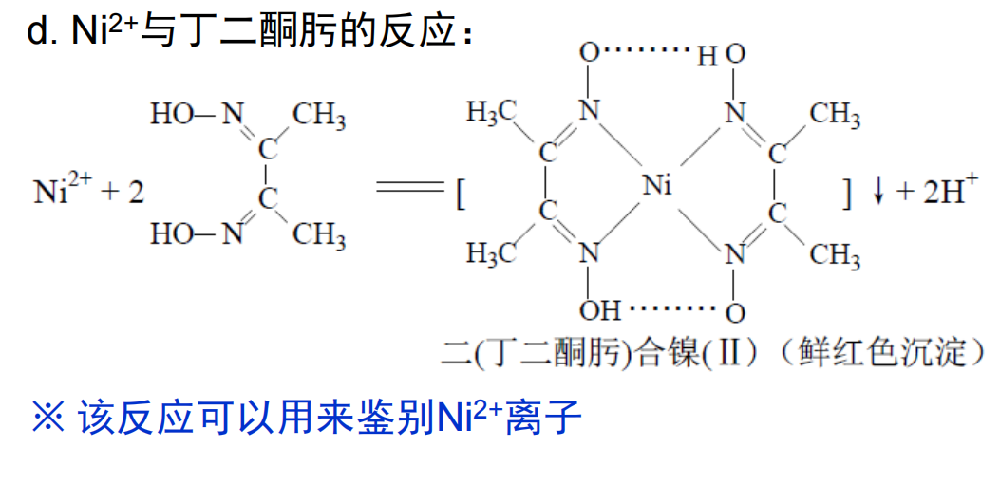 d. Ni²⁺与丁二酮肟的反应：
O········H O
HO—N CH₃ H₃C N N CH₃
C C C
Ni²⁺ + 2 ══ [ Ni ] ↓ + 2H⁺
C C C
HO—N CH₃ H₃C N N CH₃
OH········O
二(丁二酮肟)合镍(Ⅱ)（鲜红色沉淀）
※ 该反应可以用来鉴别Ni²⁺离子